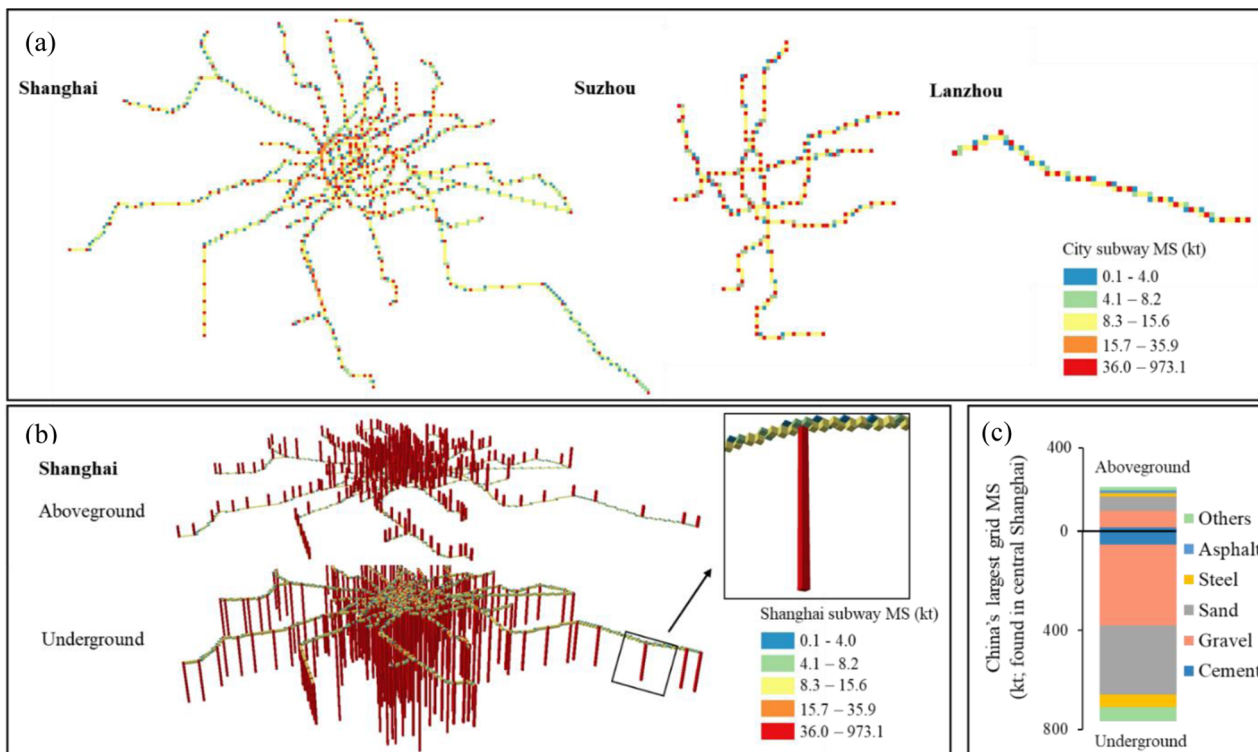 (a)
Shanghai
Suzhou
Lanzhou
City subway MS (kt)
0.1 - 4.0
4.1 – 8.2
8.3 – 15.6
15.7 – 35.9
36.0 – 973.1
(b)
Shanghai
Aboveground
Underground
Shanghai subway MS (kt)
0.1 - 4.0
4.1 – 8.2
8.3 – 15.6
15.7 – 35.9
36.0 – 973.1
(c)
China's largest grid MS
(kt; found in central Shanghai)
400
0
400
800
Aboveground
Others
Asphalt
Steel
Sand
Gravel
Cement
Underground